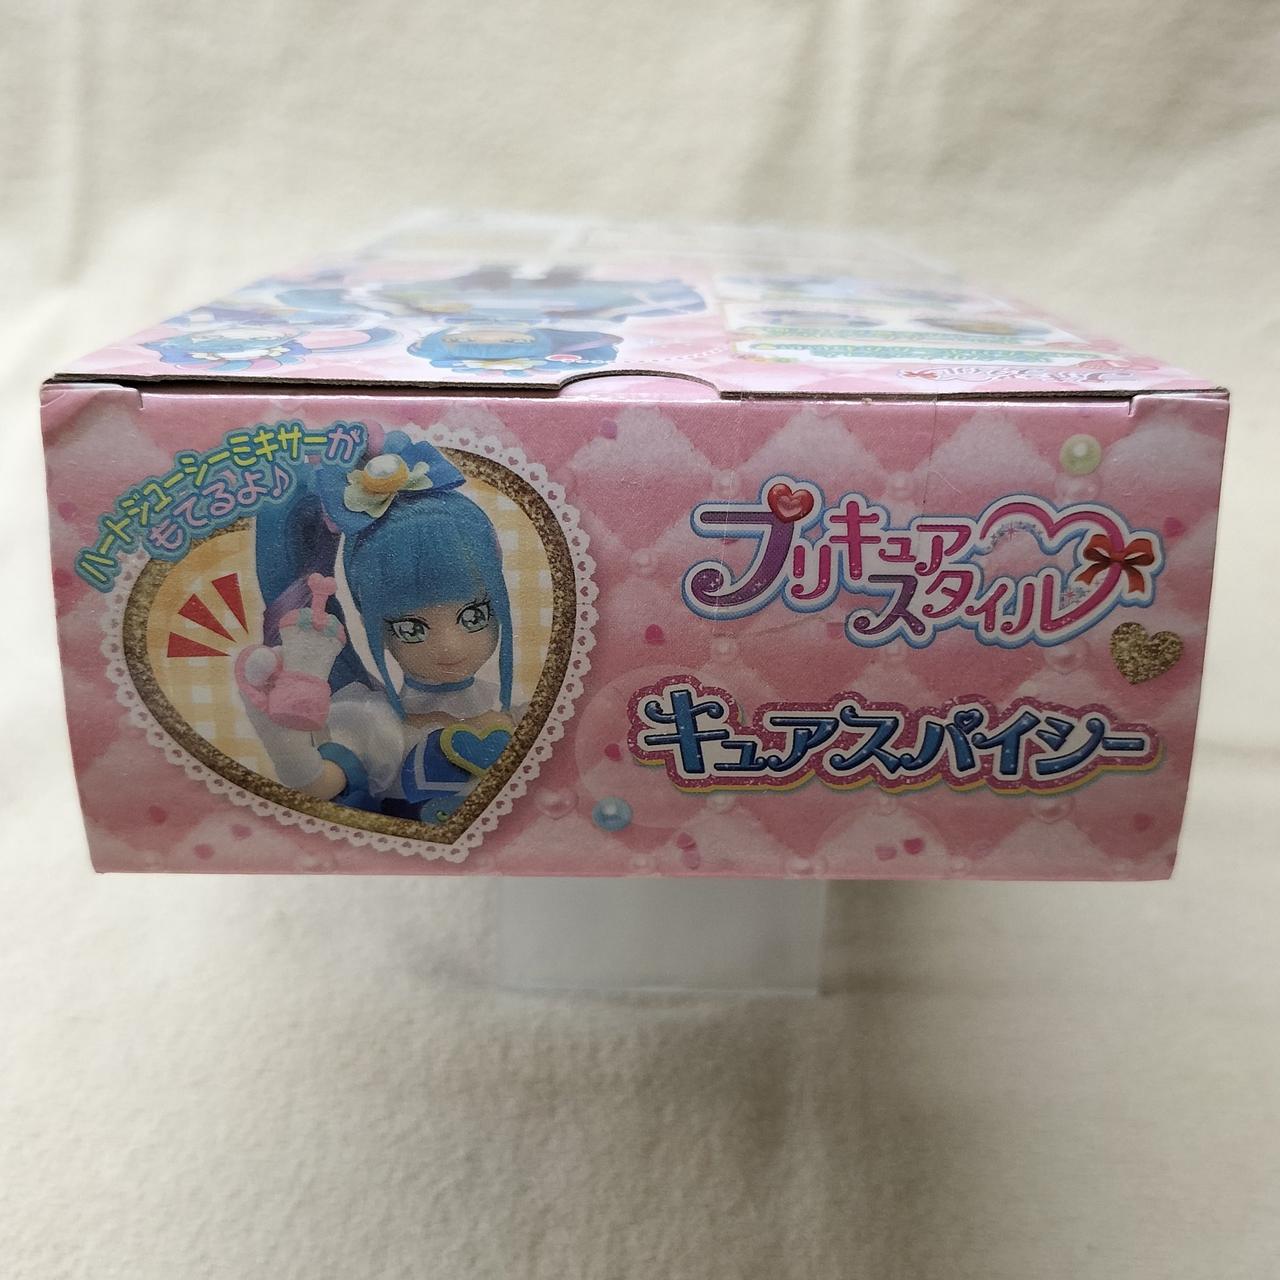 ハートジューシーミキサーが
もてるよ♪
プリキュア
スタイル
キュアスパイシー